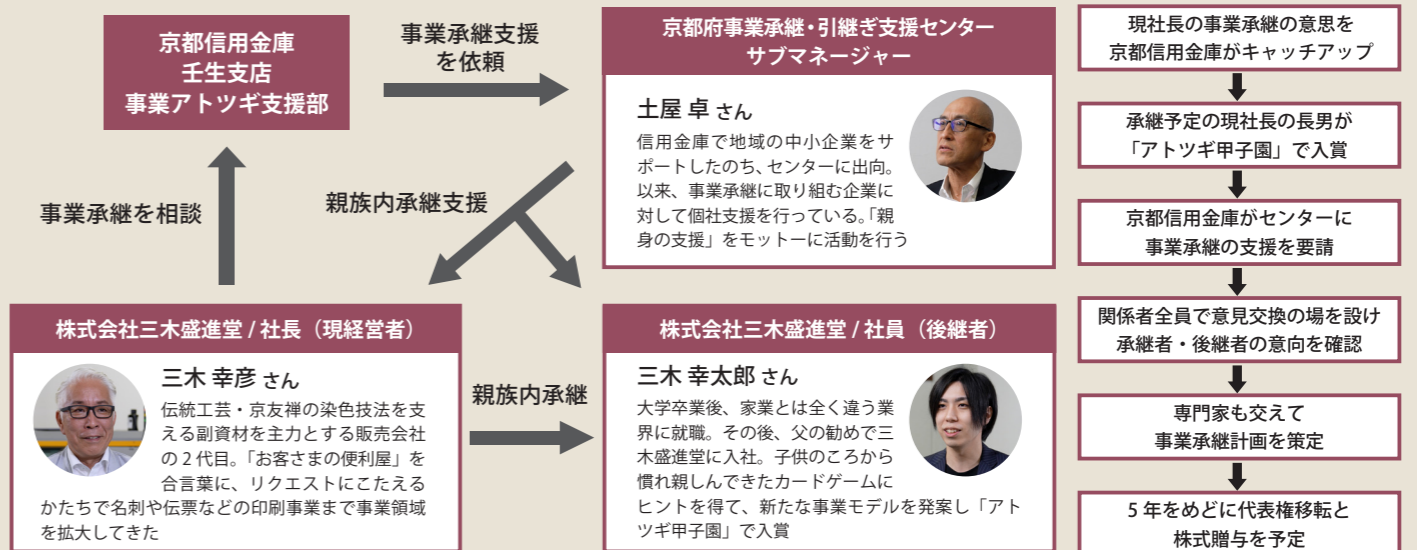 京都信用金庫
壬生支店
事業アトツギ支援部
事業承継支援
を依頼
京都府事業承継・引継ぎ支援センター
サブマネージャー
土屋 卓 さん
信用金庫で地域の中小企業をサ
ポートしたのち、センターに出向。
以来、事業承継に取り組む企業に
対して個社支援を行っている。「親
身の支援」をモットーに活動を行う
事業承継を相談
親族内承継支援
株式会社三木盛進堂 / 社長（現経営者）
三木 幸彦 さん
伝統工芸・京友禅の染色技法を支
える副資材を主力とする販売会社
の 2 代目。「お客さまの便利屋」を
合言葉に、リクエストにこたえる
かたちで名刺や伝票などの印刷事業まで事業領域
を拡大してきた
親族内承継
株式会社三木盛進堂 / 社員（後継者）
三木 幸太郎 さん
大学卒業後、家業とは全く違う業
界に就職。その後、父の勧めで三
木盛進堂に入社。子供のころから
慣れ親しんできたカードゲームに
ヒントを得て、新たな事業モデルを発案し「アト
ツギ甲子園」で入賞
現社長の事業承継の意思を
京都信用金庫がキャッチアップ
承継予定の現社長の長男が
「アトツギ甲子園」で入賞
京都信用金庫がセンターに
事業承継の支援を要請
関係者全員で意見交換の場を設け
承継者・後継者の意向を確認
専門家も交えて
事業承継計画を策定
5 年をめどに代表権移転と
株式贈与を予定